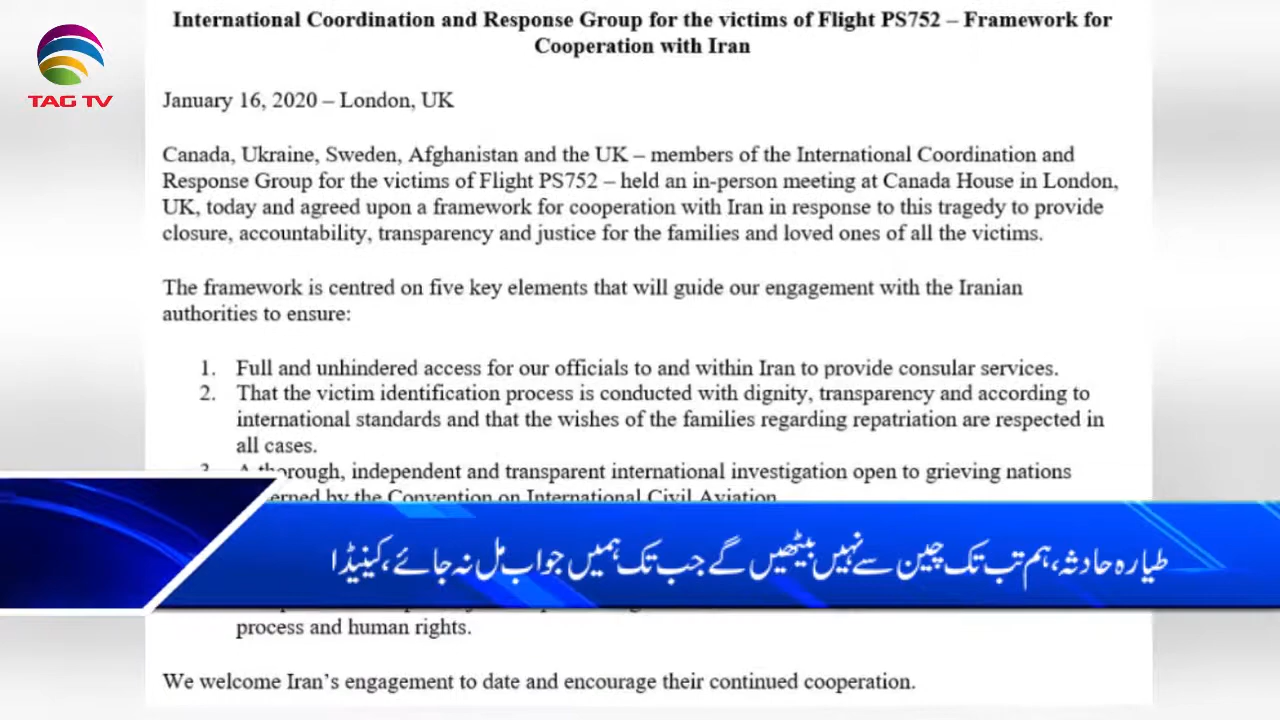 International Coordination and Response Group for the victims of Flight PS752 – Framework for
Cooperation with Iran
TAG TV
January 16, 2020 – London, UK
Canada, Ukraine, Sweden, Afghanistan and the UK – members of the International Coordination and
Response Group for the victims of Flight PS752 – held an in-person meeting at Canada House in London,
UK, today and agreed upon a framework for cooperation with Iran in response to this tragedy to provide
closure, accountability, transparency and justice for the families and loved ones of all the victims.
The framework is centred on five key elements that will guide our engagement with the Iranian
authorities to ensure:
1. Full and unhindered access for our officials to and within Iran to provide consular services.
2. That the victim identification process is conducted with dignity, transparency and according to
international standards and that the wishes of the families regarding repatriation are respected in
all cases.
3. A thorough, independent and transparent international investigation open to grieving nations
by the Convention on International Civil Aviation
طیارہ حادثہ، ہم تب تک چین سے نہیں بیٹھیں گے جب تک ہمیں جواب مل نہ جائے، کینیڈا
process and human rights.
We welcome Iran’s engagement to date and encourage their continued cooperation.